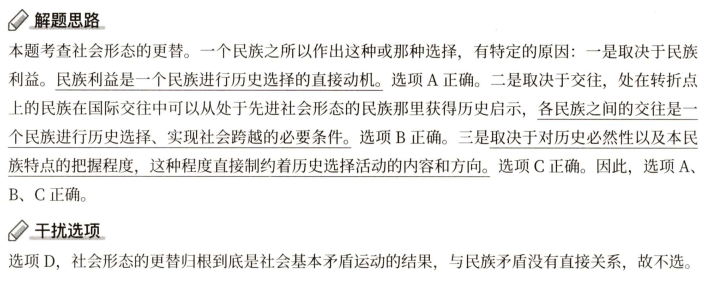 解题思路
本题考查社会形态的更替。一个民族之所以作出这种或那种选择，有特定的原因：一是取决于民族
利益。民族利益是一个民族进行历史选择的直接动机。选项 A 正确。二是取决于交往，处在转折点
上的民族在国际交往中可以从处于先进社会形态的民族那里获得历史启示，各民族之间的交往是一
个民族进行历史选择、实现社会跨越的必要条件。选项 B 正确。三是取决于对历史必然性以及本民
族特点的把握程度，这种程度直接制约着历史选择活动的内容和方向。选项 C 正确。因此，选项 A、
B、C 正确。
干扰选项
选项 D，社会形态的更替归根到底是社会基本矛盾运动的结果，与民族矛盾没有直接关系，故不选。